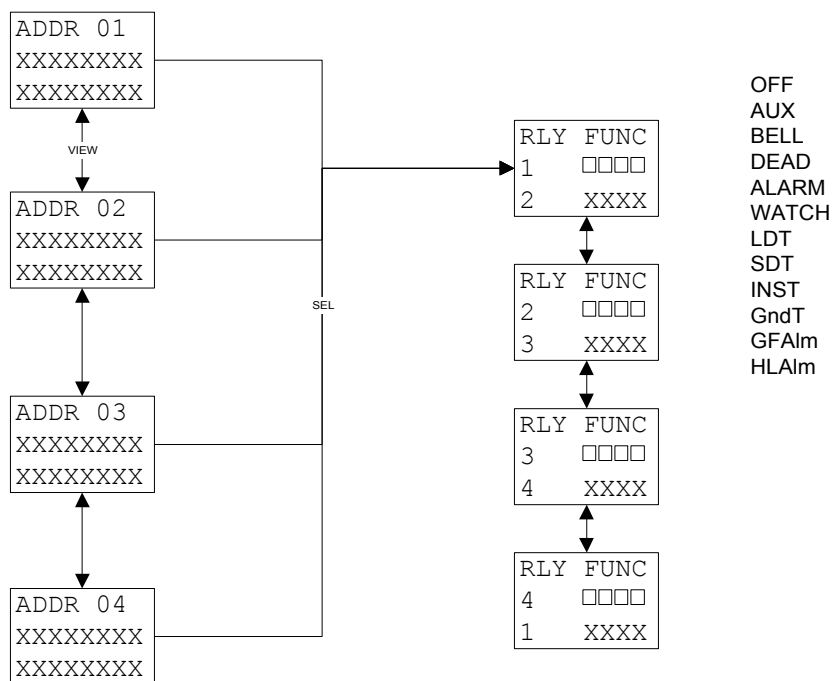 ADDR 01
XXXXXXXX
XXXXXXXX
VIEW
ADDR 02
XXXXXXXX
XXXXXXXX
ADDR 03
XXXXXXXX
XXXXXXXX
ADDR 04
XXXXXXXX
XXXXXXXX
SEL
RLY FUNC
1 □□□□
2 XXXX
RLY FUNC
2 □□□□
3 XXXX
RLY FUNC
3 □□□□
4 XXXX
RLY FUNC
4 □□□□
1 XXXX
OFF
AUX
BELL
DEAD
ALARM
WATCH
LDT
SDT
INST
GndT
GFAlm
HLAlm